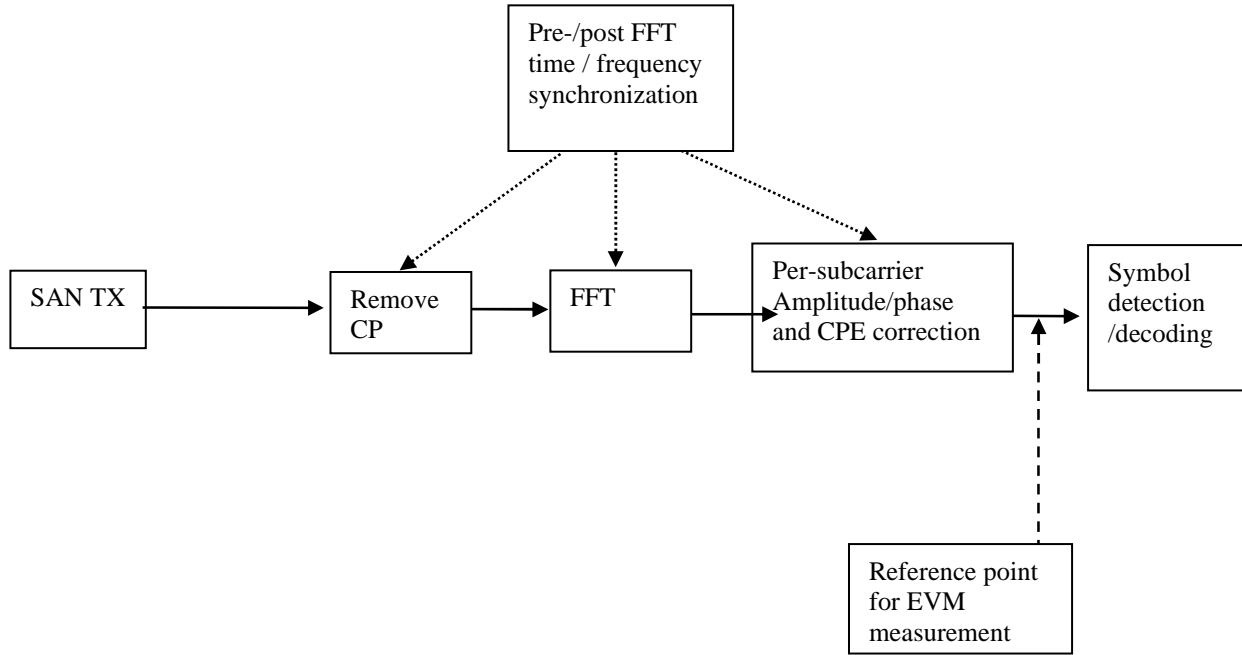 Pre-/post FFT
time / frequency
synchronization
SAN TX
Remove
CP
FFT
Per-subcarrier
Amplitude/phase
and CPE correction
Symbol
detection
/decoding
Reference point
for EVM
measurement